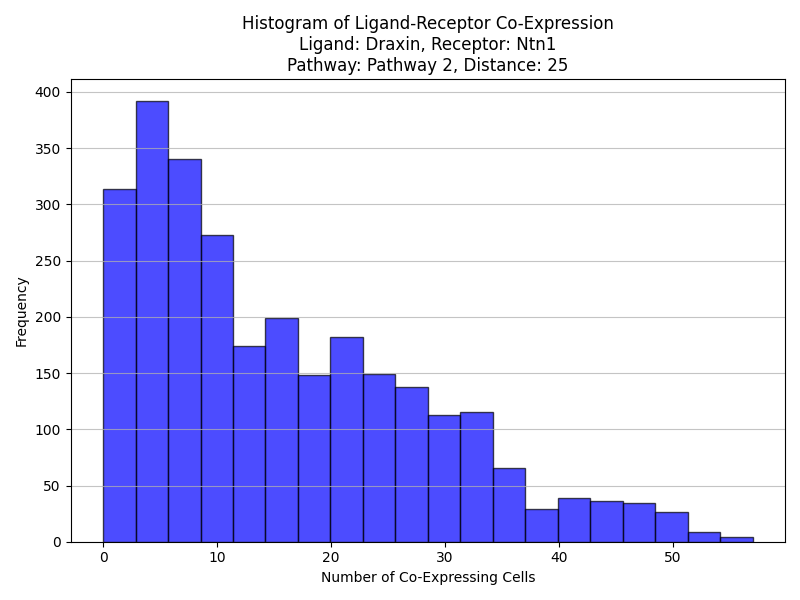 Histogram of Ligand-Receptor Co-Expression
Ligand: Draxin, Receptor: Ntn1
Pathway: Pathway 2, Distance: 25
400
350
300
250
200
150
100
50
0
Frequency
0 10 20 30 40 50
Number of Co-Expressing Cells